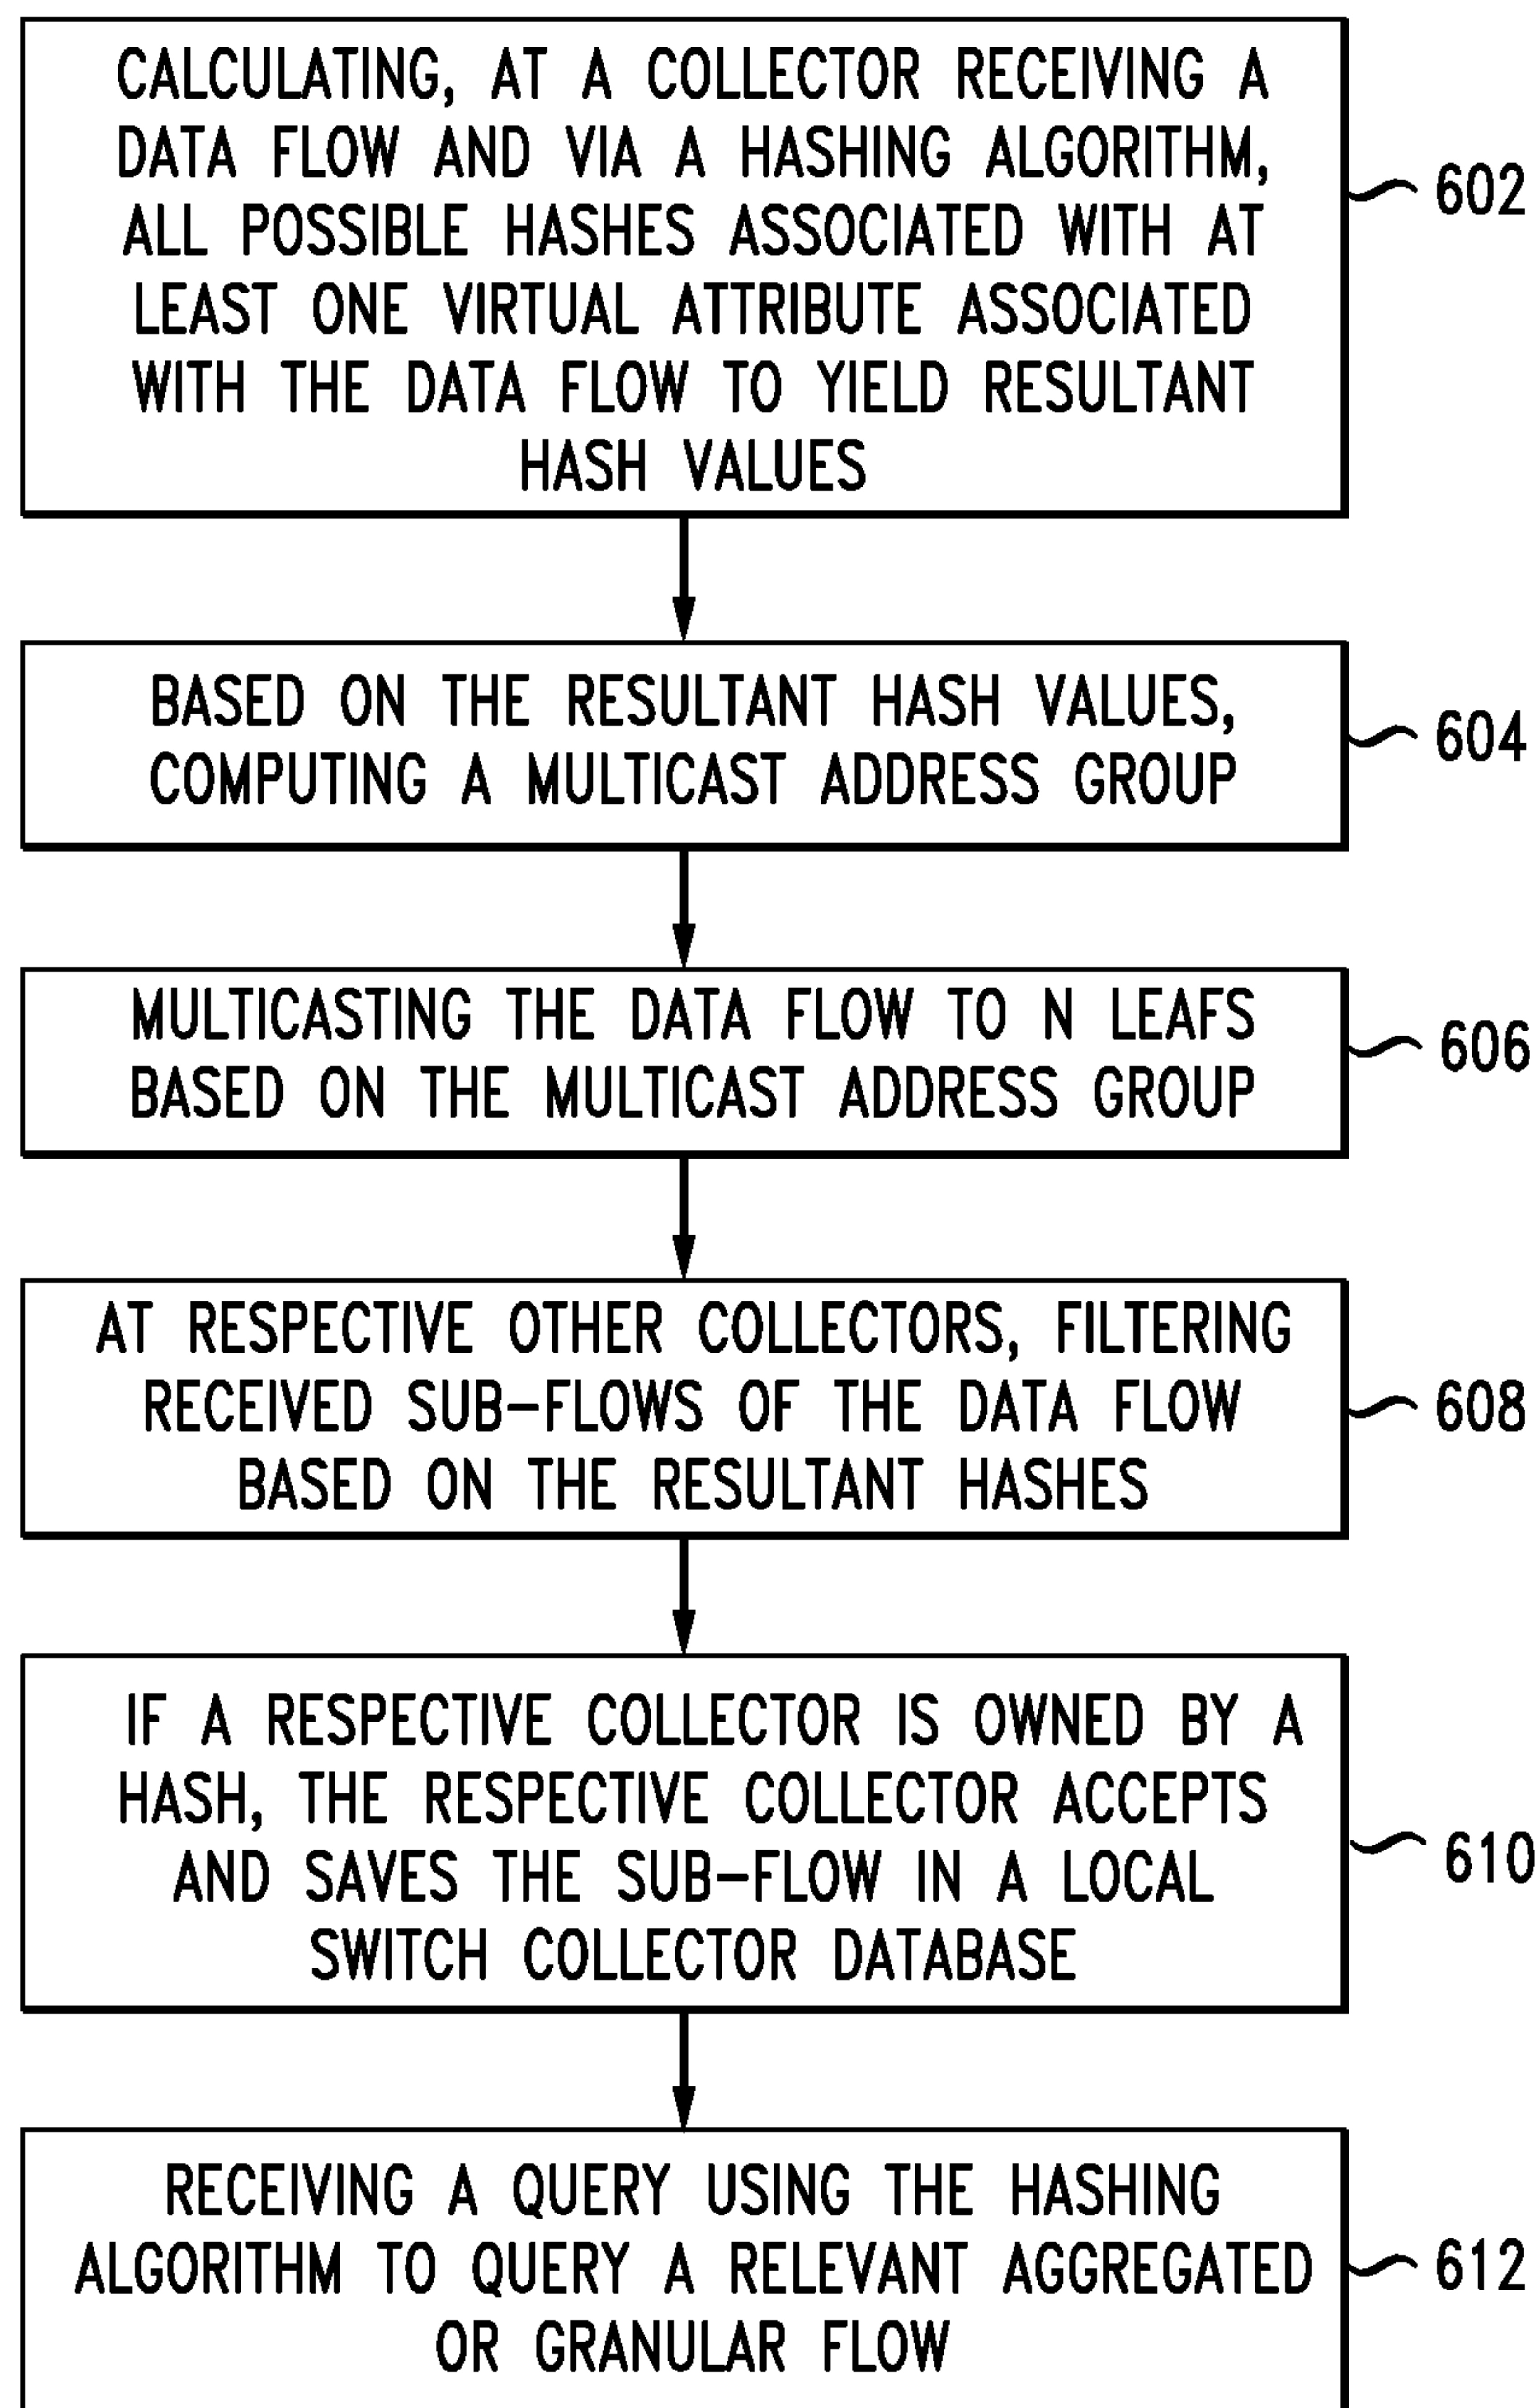 CALCULATING, AT A COLLECTOR RECEIVING A
DATA FLOW AND VIA A HASHING ALGORITHM,
ALL POSSIBLE HASHES ASSOCIATED WITH AT
LEAST ONE VIRTUAL ATTRIBUTE ASSOCIATED
WITH THE DATA FLOW TO YIELD RESULTANT
HASH VALUES
602
BASED ON THE RESULTANT HASH VALUES,
COMPUTING A MULTICAST ADDRESS GROUP
604
MULTICASTING THE DATA FLOW TO N LEAFS
BASED ON THE MULTICAST ADDRESS GROUP
606
AT RESPECTIVE OTHER COLLECTORS, FILTERING
RECEIVED SUB-FLOWS OF THE DATA FLOW
BASED ON THE RESULTANT HASHES
608
IF A RESPECTIVE COLLECTOR IS OWNED BY A
HASH, THE RESPECTIVE COLLECTOR ACCEPTS
AND SAVES THE SUB-FLOW IN A LOCAL
SWITCH COLLECTOR DATABASE
610
RECEIVING A QUERY USING THE HASHING
ALGORITHM TO QUERY A RELEVANT AGGREGATED
OR GRANULAR FLOW
612